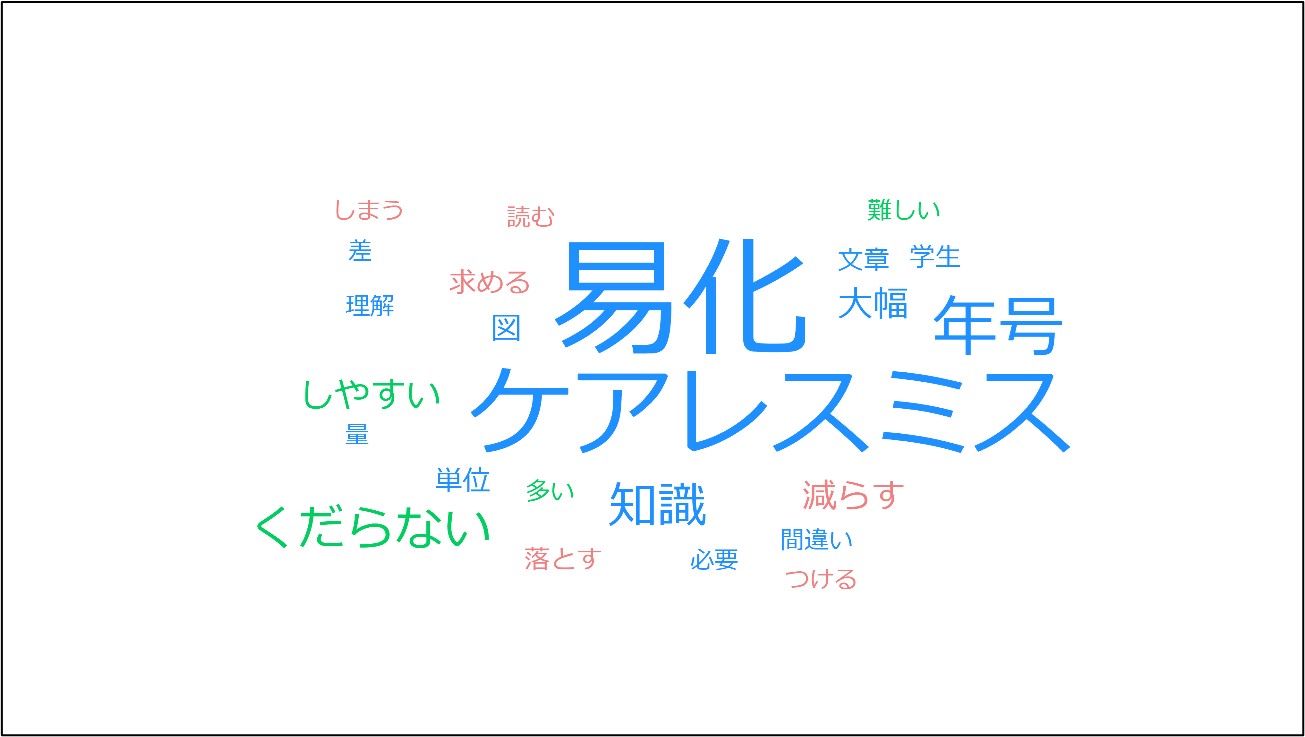 しまう
読む
難しい
差
文章
学生
求める
易化
理解
図
大幅
年号
しやすい
ケアレスミス
量
単位
多い
知識
減らす
くだらない
間違い
落とす
必要
つける